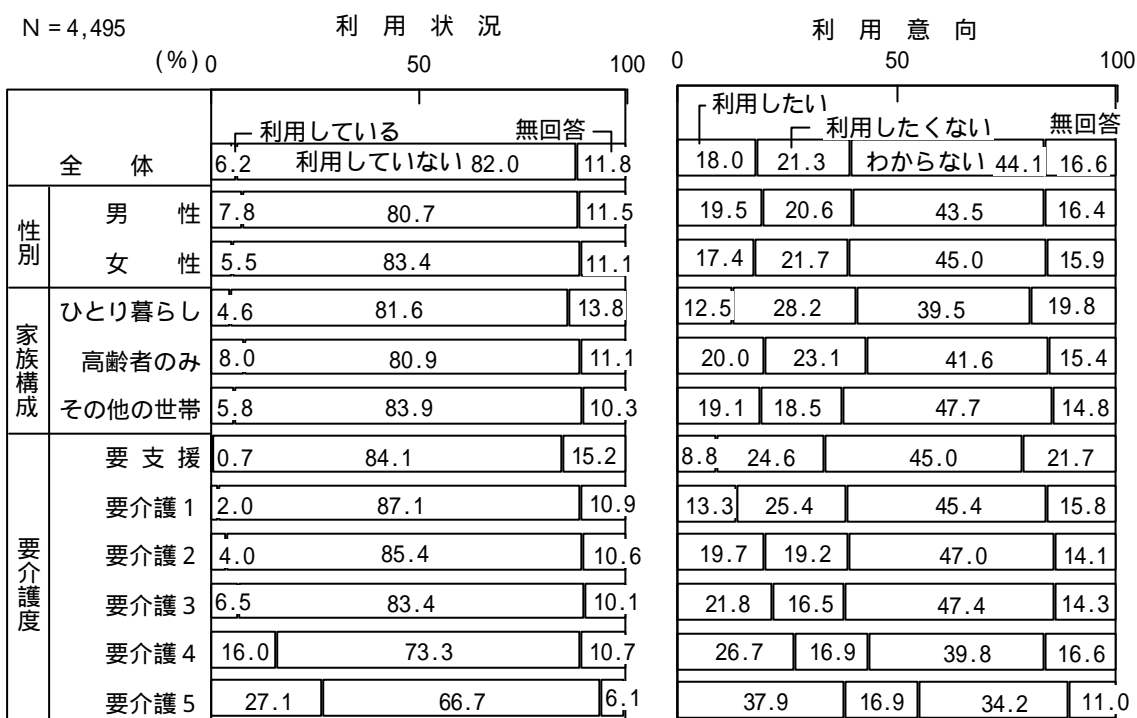 N＝4,495 利用状況 利用意向
(%) 0 50 100 0 50 100
利用したい
利用している 無回答 利用したくない 無回答
全体 6.2 利用していない 82.0 11.8 18.0 21.3 わからない 44.1 16.6
性別
男性 7.8 80.7 11.5 19.5 20.6 43.5 16.4
女性 5.5 83.4 11.1 17.4 21.7 45.0 15.9
家族構成
ひとり暮らし 4.6 81.6 13.8 12.5 28.2 39.5 19.8
高齢者のみ 8.0 80.9 11.1 20.0 23.1 41.6 15.4
その他の世帯 5.8 83.9 10.3 19.1 18.5 47.7 14.8
要介護度
要支援 0.7 84.1 15.2 8.8 24.6 45.0 21.7
要介護1 2.0 87.1 10.9 13.3 25.4 45.4 15.8
要介護2 4.0 85.4 10.6 19.7 19.2 47.0 14.1
要介護3 6.5 83.4 10.1 21.8 16.5 47.4 14.3
要介護4 16.0 73.3 10.7 26.7 16.9 39.8 16.6
要介護5 27.1 66.7 6.1 37.9 16.9 34.2 11.0